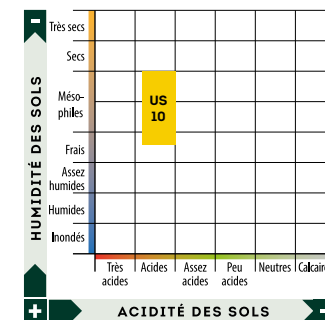 HUMIDITÉ DES SOLS
Très secs
Secs
Méso-
philes
Frais
Assez
humides
Humides
Inondés
US
10
Très
acides
Acides
Assez
acides
Peu
acides
Neutres
Calcaire
ACIDITÉ DES SOLS